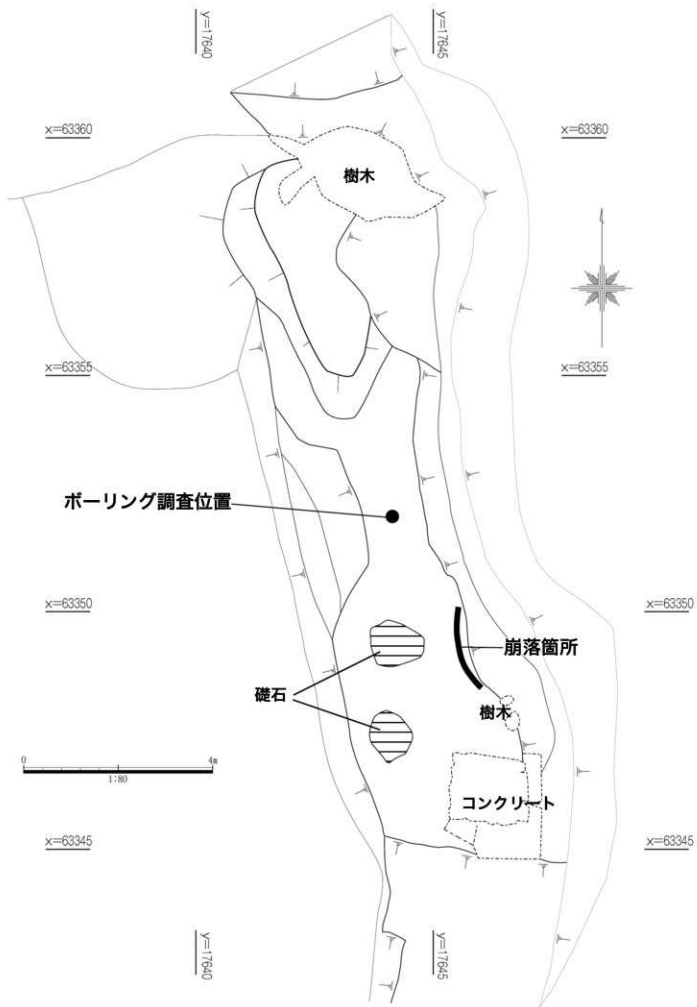 y=17640
y=17645
x=63360
x=63360
樹木
x=63355
x=63355
ボーリング調査位置
x=63350
x=63350
崩落箇所
礎石
樹木
0
4m
1:80
コンクリート
x=63345
x=63345
y=17640
y=17645